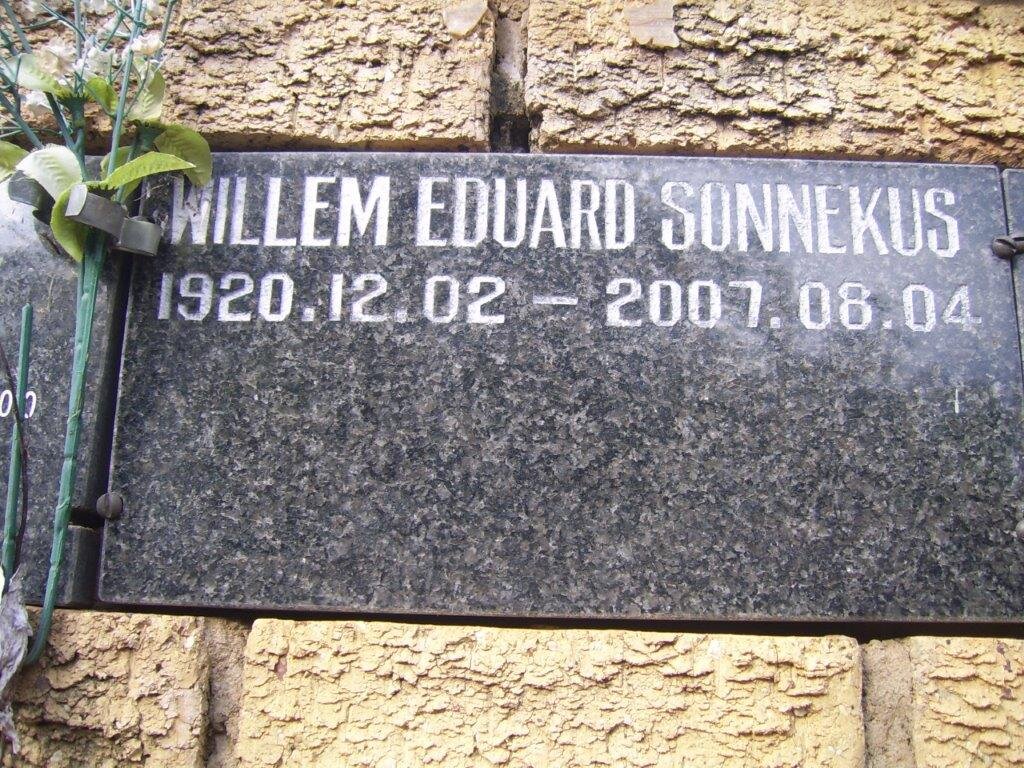 WILLEM EDUARD SONNEKUS
1920.12.02 – 2007.08.04